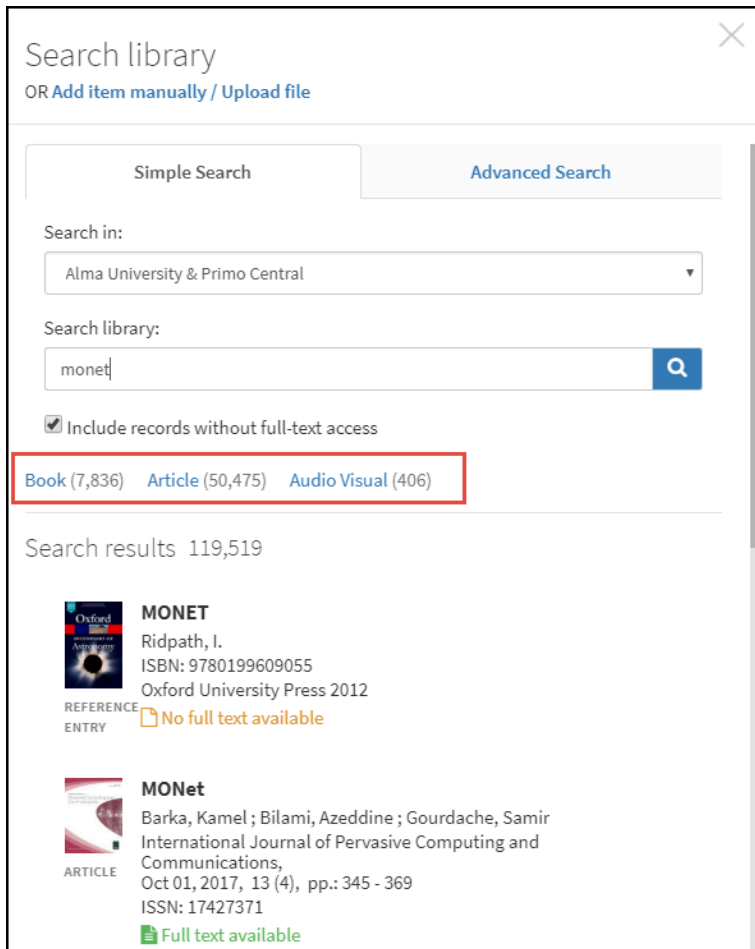 Search library
OR Add item manually / Upload file
Simple Search
Advanced Search
Search in:
Alma University & Primo Central
Search library:
monet
Include records without full-text access
Book (7,836) Article (50,475) Audio Visual (406)
Search results 119,519
Oxford
Astronomy
REFERENCE
ENTRY
MONET
Ridpath, I.
ISBN: 9780199609055
Oxford University Press 2012
No full text available
ARTICLE
MONet
Barka, Kamel ; Bilami, Azeddine ; Gourdache, Samir
International Journal of Pervasive Computing and
Communications,
Oct 01, 2017, 13 (4), pp.: 345 - 369
ISSN: 17427371
Full text available